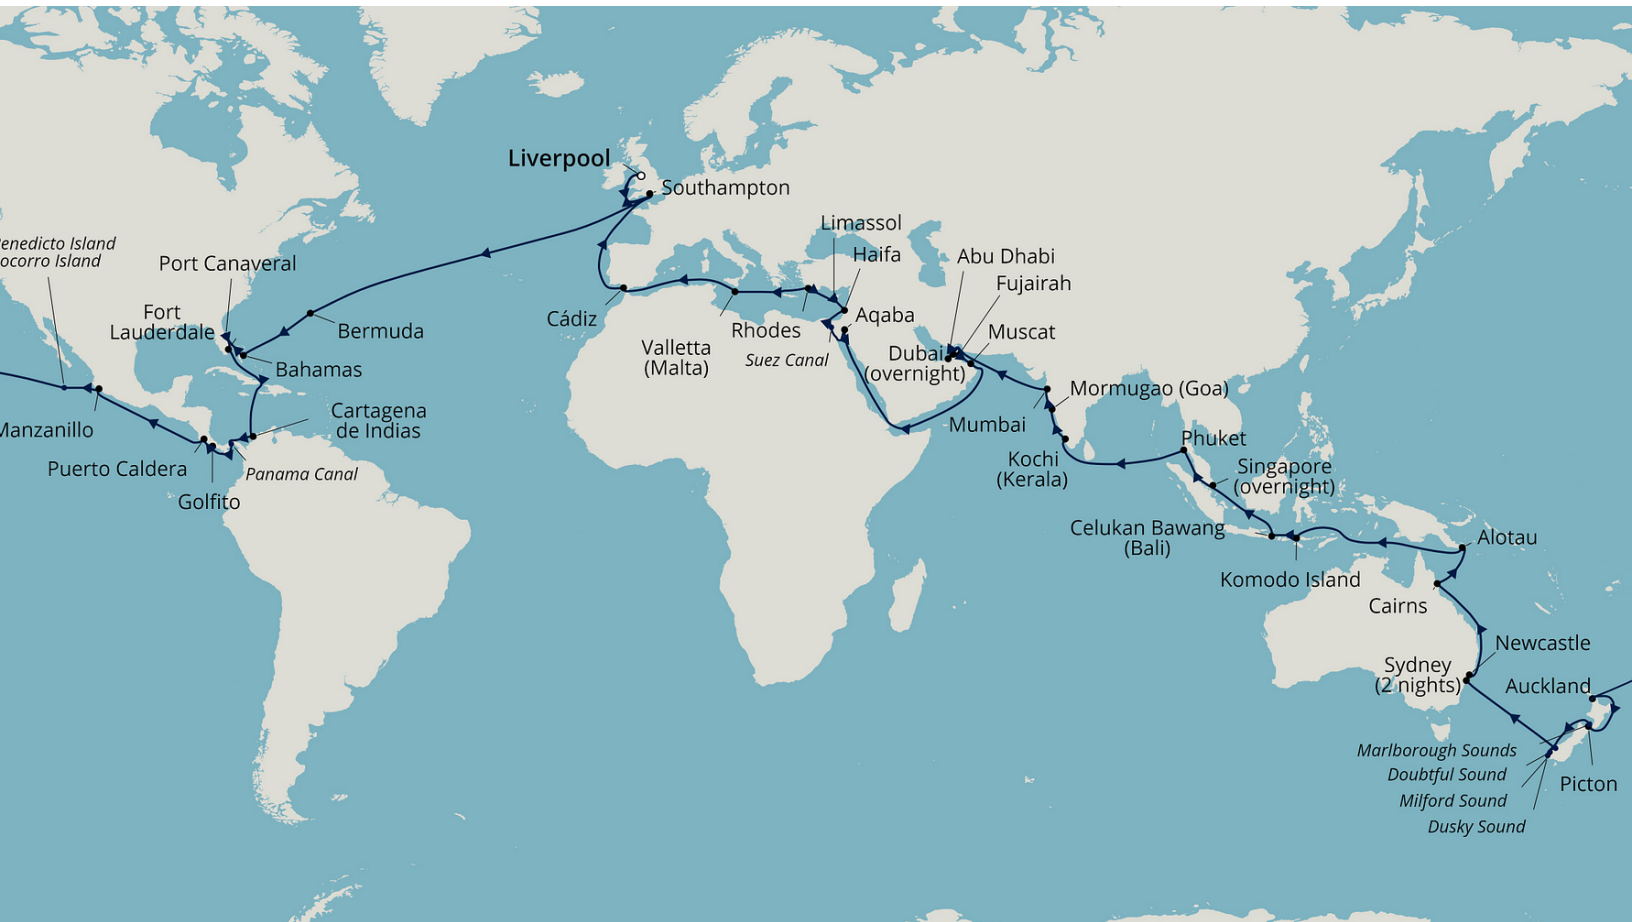 Liverpool
Southampton
Limassol
Haifa
Abu Dhabi
Fujairah
enedicto Island
ocorro Island
Port Canaveral
Fort
Lauderdale
Bermuda
Bahamas
Cádiz
Rhodes
Aqaba
Suez Canal
Valletta
(Malta)
Muscat
Dubai
(overnight)
Mormugao (Goa)
Mumbai
Manzanillo
Cartagena
de Indias
Puerto Caldera
Panama Canal
Golfito
Kochi
(Kerala)
Phuket
Singapore
(overnight)
Celukan Bawang
(Bali)
Alotau
Komodo Island
Cairns
Newcastle
Sydney
(2 nights)
Auckland
Marlborough Sounds
Doubtful Sound
Milford Sound
Dusky Sound
Picton